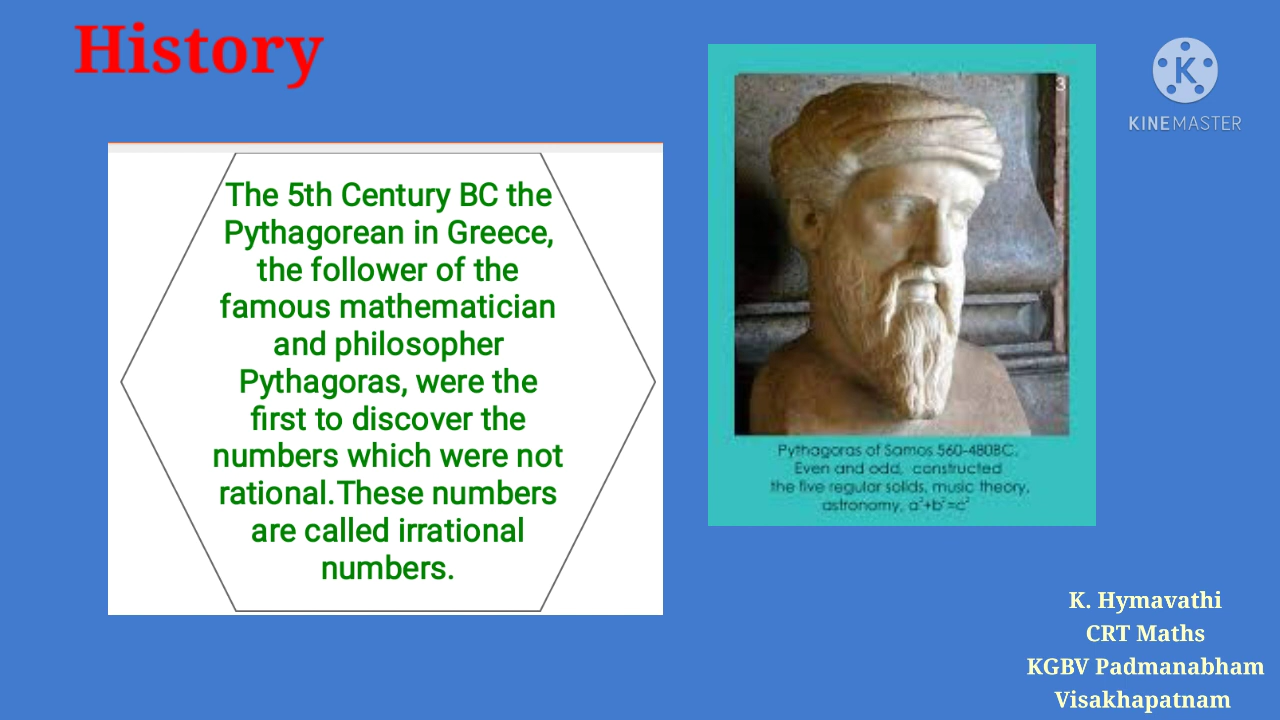 History
The 5th Century BC the
Pythagorean in Greece,
the follower of the
famous mathematician
and philosopher
Pythagoras, were the
first to discover the
numbers which were not
rational.These numbers
are called irrational
numbers.
3
Pythagoras of Samos 560-480BC.
Even and odd, constructed
the five regular solids, music theory,
astronomy, a²+b²=c²
K
KINEMASTER
K. Hymavathi
CRT Maths
KGBV Padmanabham
Visakhapatnam